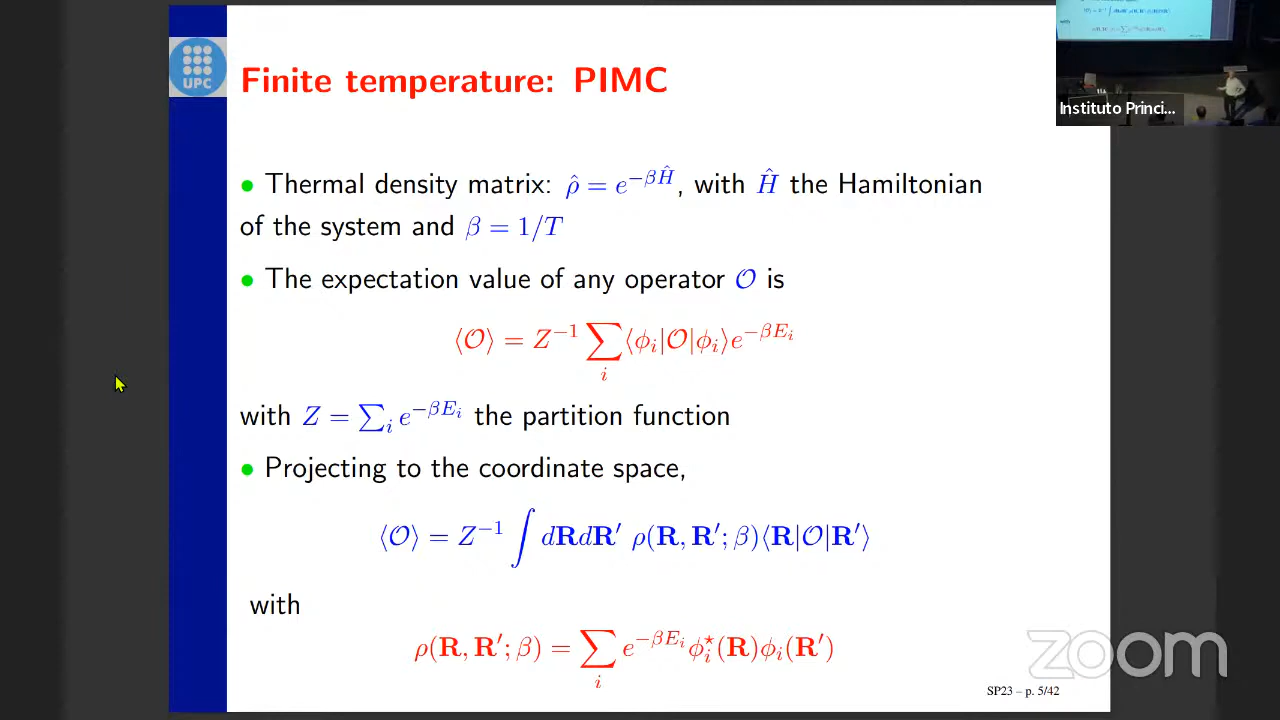 UPC
Finite temperature: PIMC
Instituto Princi...
• Thermal density matrix: ρ̂ = e^{−βĤ}, with Ĥ the Hamiltonian
of the system and β = 1/T
• The expectation value of any operator 𝒪 is
⟨𝒪⟩ = Z⁻¹ ∑_i ⟨ϕ_i|𝒪|ϕ_i⟩e^{−βE_i}
with Z = ∑_i e^{−βE_i} the partition function
• Projecting to the coordinate space,
⟨𝒪⟩ = Z⁻¹ ∫ dRdR′ ρ(R, R′; β)⟨R|𝒪|R′⟩
with
ρ(R, R′; β) = ∑_i e^{−βE_i} ϕ_i^⋆(R)ϕ_i(R′)
zoom
SP23 – p. 5/42